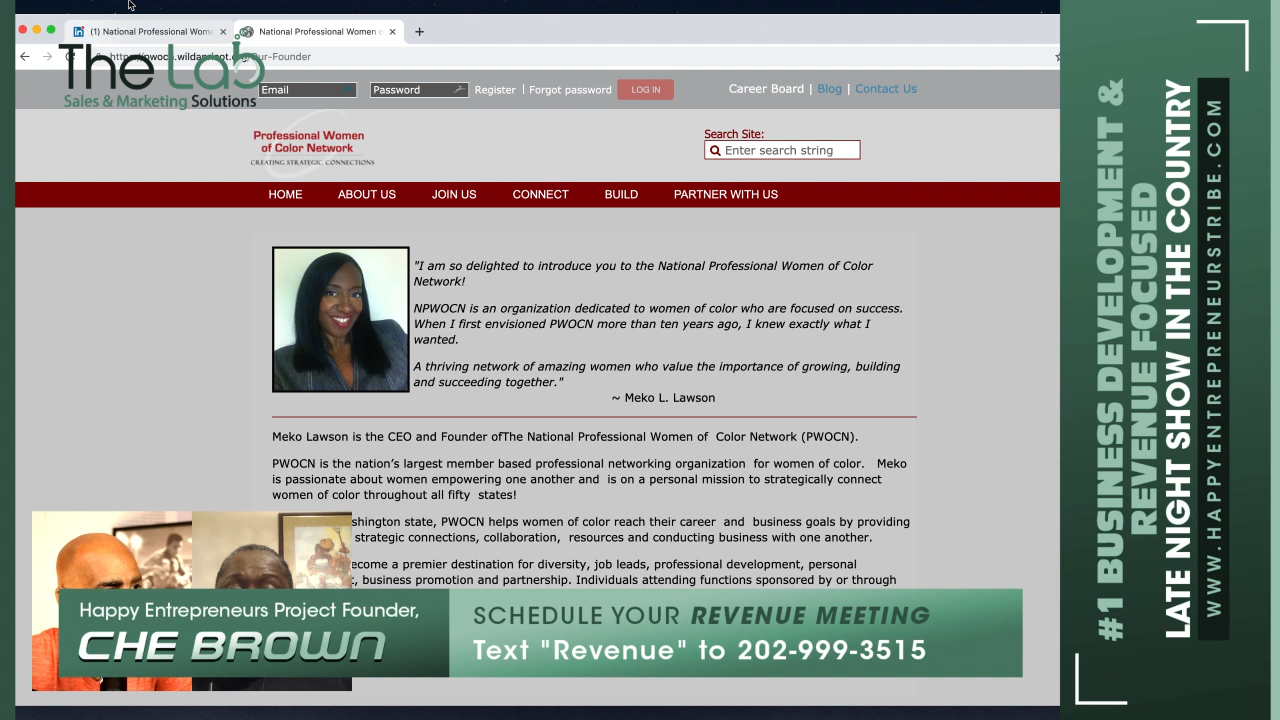 (1) National Professional Wome
National Professional Women o
The Lab
Sales & Marketing Solutions
Email
Password
Register | Forgot password
LOG IN
Career Board | Blog | Contact Us
Professional Women
of Color Network
CREATING STRATEGIC CONNECTIONS
Search Site:
Enter search string
HOME
ABOUT US
JOIN US
CONNECT
BUILD
PARTNER WITH US
"I am so delighted to introduce you to the National Professional Women of Color
Network!
NPWOCN is an organization dedicated to women of color who are focused on success.
When I first envisioned PWOCN more than ten years ago, I knew exactly what I
wanted.
A thriving network of amazing women who value the importance of growing, building
and succeeding together."
~ Meko L. Lawson
Meko Lawson is the CEO and Founder ofThe National Professional Women of Color Network (PWOCN).
PWOCN is the nation's largest member based professional networking organization for women of color. Meko
is passionate about women empowering one another and is on a personal mission to strategically connect
women of color throughout all fifty states!
shington state, PWOCN helps women of color reach their career and business goals by providing
strategic connections, collaboration, resources and conducting business with one another.
ecome a premier destination for diversity, job leads, professional development, personal
, business promotion and partnership. Individuals attending functions sponsored by or through
Happy Entrepreneurs Project Founder,
CHE BROWN
SCHEDULE YOUR REVENUE MEETING
Text "Revenue" to 202-999-3515
#1 BUSINESS DEVELOPMENT &
REVENUE FOCUSED
LATE NIGHT SHOW IN THE COUNTRY
WWW.HAPPYENTREPRENEURSTRIBE.COM